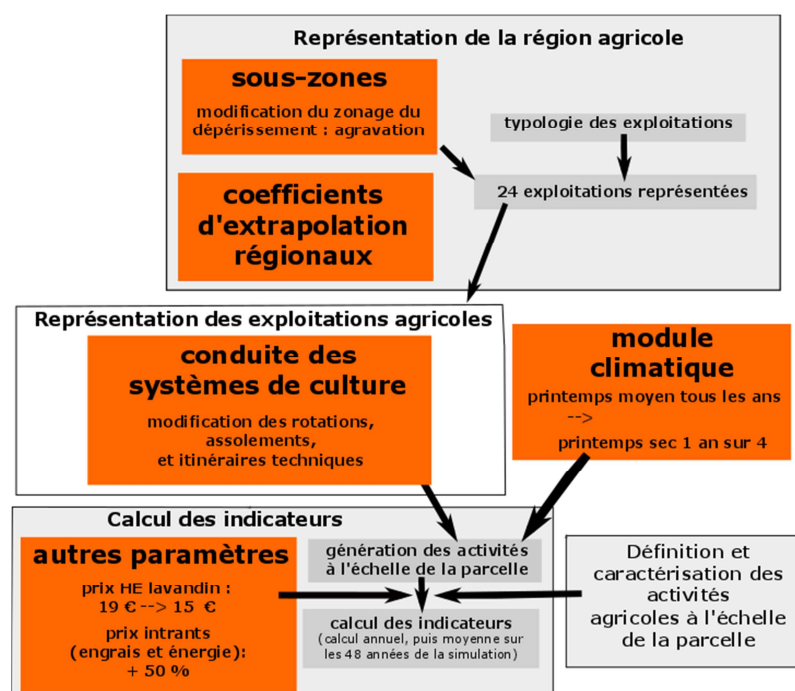 Représentation de la région agricole
sous-zones
modification du zonage du
dépérissement : agravation
typologie des exploitations
24 exploitations représentées
coefficients
d'extrapolation
régionaux
Représentation des exploitations agricoles
conduite des
systèmes de culture
modification des rotations,
assolements,
et itinéraires techniques
module
climatique
printemps moyen tous les ans
-->
printemps sec 1 an sur 4
Calcul des indicateurs
autres paramètres
prix HE lavandin :
19 € --> 15 €
prix intrants
(engrais et énergie):
+ 50 %
génération des activités
à l'échelle de la parcelle
calcul des indicateurs
(calcul annuel, puis moyenne sur
les 48 années de la simulation)
Définition et
caractérisation des
activités
agricoles à l'échelle
de la parcelle